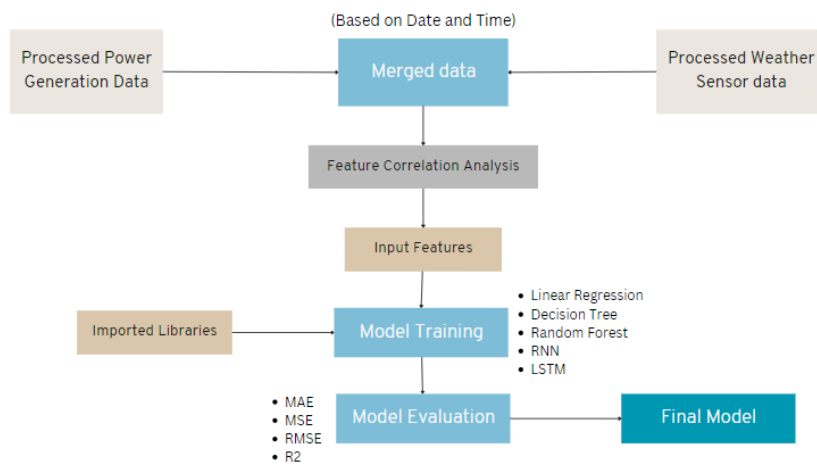 (Based on Date and Time)
Processed Power
Generation Data
Merged data
Processed Weather
Sensor data
Feature Correlation Analysis
Input Features
Imported Libraries
Model Training
• Linear Regression
• Decision Tree
• Random Forest
• RNN
• LSTM
• MAE
• MSE
• RMSE
• R2
Model Evaluation
Final Model